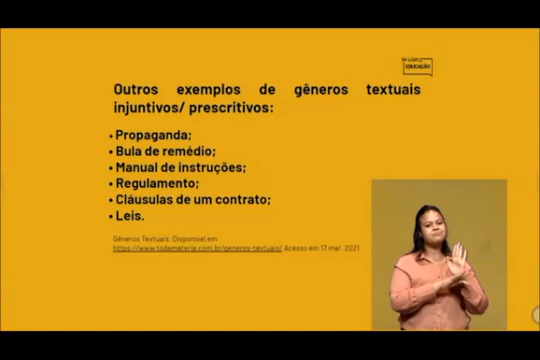 EDUCAÇÃO
Outros exemplos de gêneros textuais
injuntivos/ prescritivos:
• Propaganda;
• Bula de remédio;
• Manual de instruções;
• Regulamento;
• Cláusulas de um contrato;
• Leis.
Gêneros Textuais. Disponível em
https://www.todamateria.com.br/generos-textuais/ Acesso em 17 mar. 2021